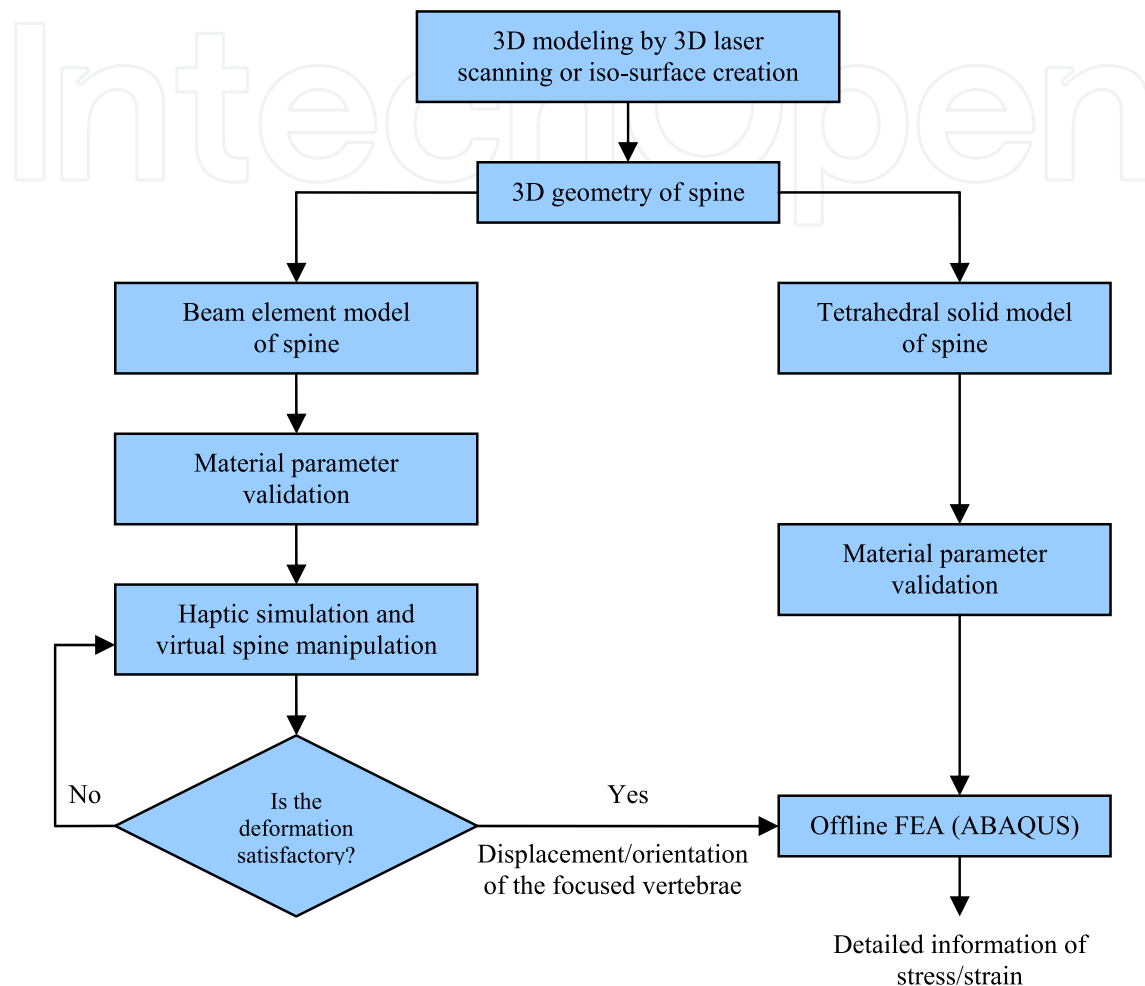 IntechOpen
3D modeling by 3D laser
scanning or iso-surface creation
3D geometry of spine
Beam element model
of spine
Tetrahedral solid model
of spine
Material parameter
validation
Material parameter
validation
Haptic simulation and
virtual spine manipulation
No
Is the
deformation
satisfactory?
Yes
Displacement/orientation
of the focused vertebrae
Offline FEA (ABAQUS)
Detailed information of
stress/strain